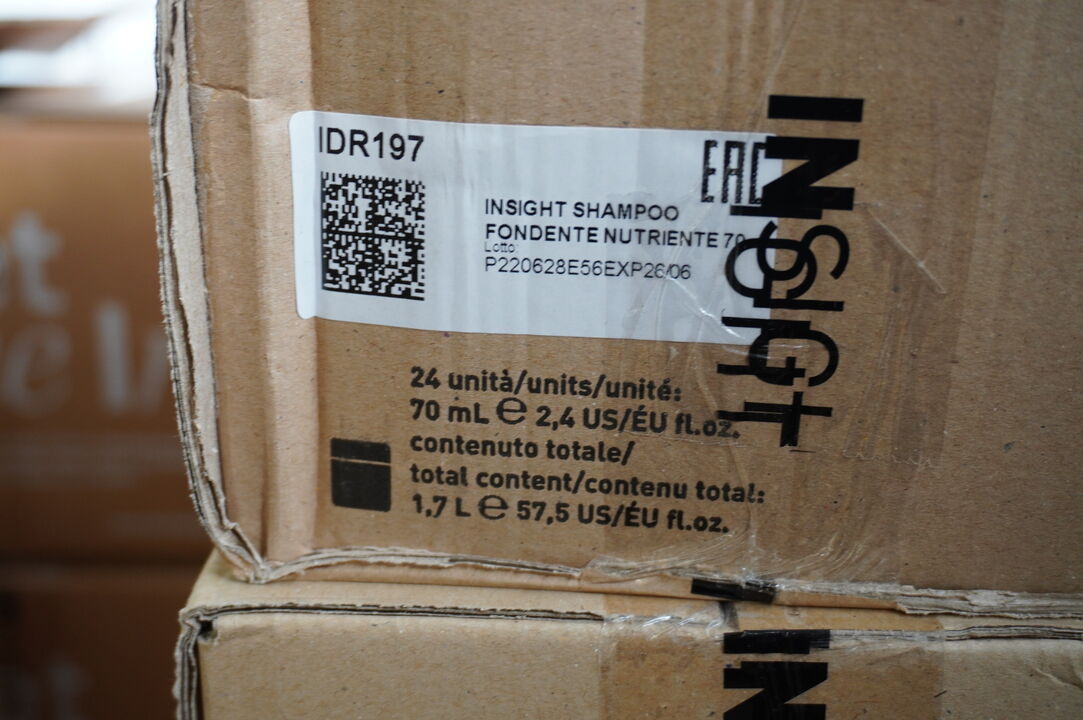 IDR197
EAC
INSIGHT SHAMPOO
FONDENTE NUTRIENTE 70
Lotto:
P220628E56EXP26/06
INSIGHT
24 unità/units/unité:
70 mL ℮ 2,4 US/ÉU fl.oz.
contenuto totale/
total content/contenu total:
1,7 L ℮ 57,5 US/ÉU fl.oz.
IN